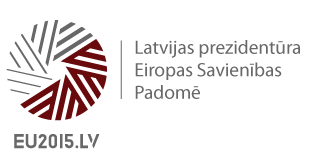 Latvijas prezidentūra
Eiropas Savienības
Padomē
EU2015.LV